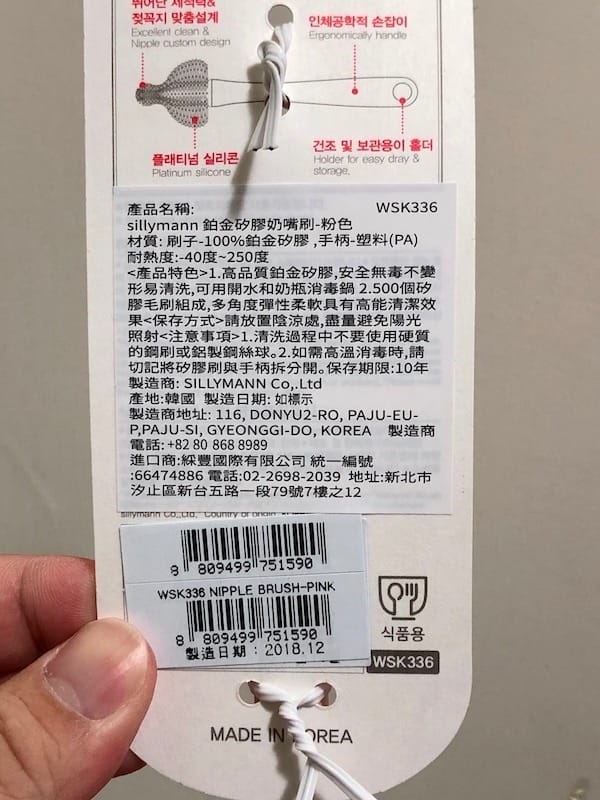 뛰어난 세척력&
젖꼭지 맞춤설계
Excellent clean &
Nipple custom design
인체공학적 손잡이
Ergonomically handle
플래티넘 실리콘
Platinum silicone
건조 및 보관용이 홀더
Holder for easy dray &
storage.
產品名稱: WSK336
sillymann 鉑金矽膠奶嘴刷-粉色
材質: 刷子-100%鉑金矽膠 ,手柄-塑料(PA)
耐熱度:-40度~250度
<產品特色>1.高品質鉑金矽膠,安全無毒不變
形易清洗,可用開水和奶瓶消毒鍋 2.500個矽
膠毛刷組成,多角度彈性柔軟具有高能清潔效
果<保存方式>請放置陰涼處,盡量避免陽光
照射<注意事項>1.清洗過程中不要使用硬質
的鋼刷或鋁製鋼絲球。2.如需高溫消毒時,請
切記將矽膠刷與手柄拆分開。保存期限:10年
製造商: SILLYMANN Co,.Ltd
產地:韓國 製造日期: 如標示
製造商地址: 116, DONYU2-RO, PAJU-EU-
P,PAJU-SI, GYEONGGI-DO, KOREA 製造商
電話: +82 80 868 8989
進口商:綵豐國際有限公司 統一編號
:66474886 電話:02-2698-2039 地址:新北市
汐止區新台五路一段79號7樓之12
sillymann Co.,Ltd, Country of origin
8 809499 751590
WSK336 NIPPLE BRUSH-PINK
8 809499 751590
製造日期：2018.12
식품용
WSK336
MADE IN KOREA